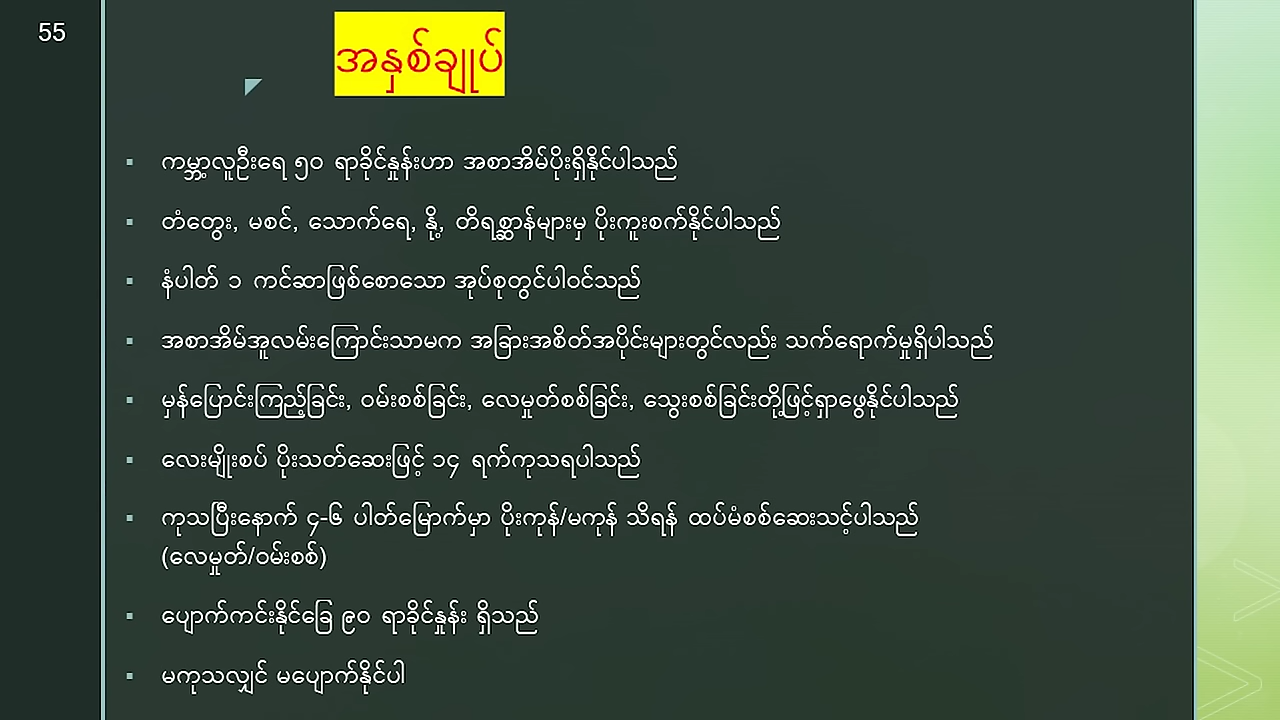 55
အနှစ်ချုပ်
ကမ္ဘာ့လူဦးရေ ၅၀ ရာခိုင်နှုန်းဟာ အစာအိမ်ပိုးရှိနိုင်ပါသည်
တံတွေး, မစင်, သောက်ရေ, နို့, တိရစ္ဆာန်များမှ ပိုးကူးစက်နိုင်ပါသည်
နံပါတ် ၁ ကင်ဆာဖြစ်စေသော အုပ်စုတွင်ပါဝင်သည်
အစာအိမ်အူလမ်းကြောင်းသာမက အခြားအစိတ်အပိုင်းများတွင်လည်း သက်ရောက်မှုရှိပါသည်
မှန်ပြောင်းကြည့်ခြင်း, ဝမ်းစစ်ခြင်း, လေမှုတ်စစ်ခြင်း, သွေးစစ်ခြင်းတို့ဖြင့်ရှာဖွေနိုင်ပါသည်
လေးမျိုးစပ် ပိုးသတ်ဆေးဖြင့် ၁၄ ရက်ကုသရပါသည်
ကုသပြီးနောက် ၄-၆ ပါတ်မြောက်မှာ ပိုးကုန်/မကုန် သိရန် ထပ်မံစစ်ဆေးသင့်ပါသည်
(လေမှုတ်/ဝမ်းစစ်)
ပျောက်ကင်းနိုင်ခြေ ၉၀ ရာခိုင်နှုန်း ရှိသည်
မကုသလျှင် မပျောက်နိုင်ပါ